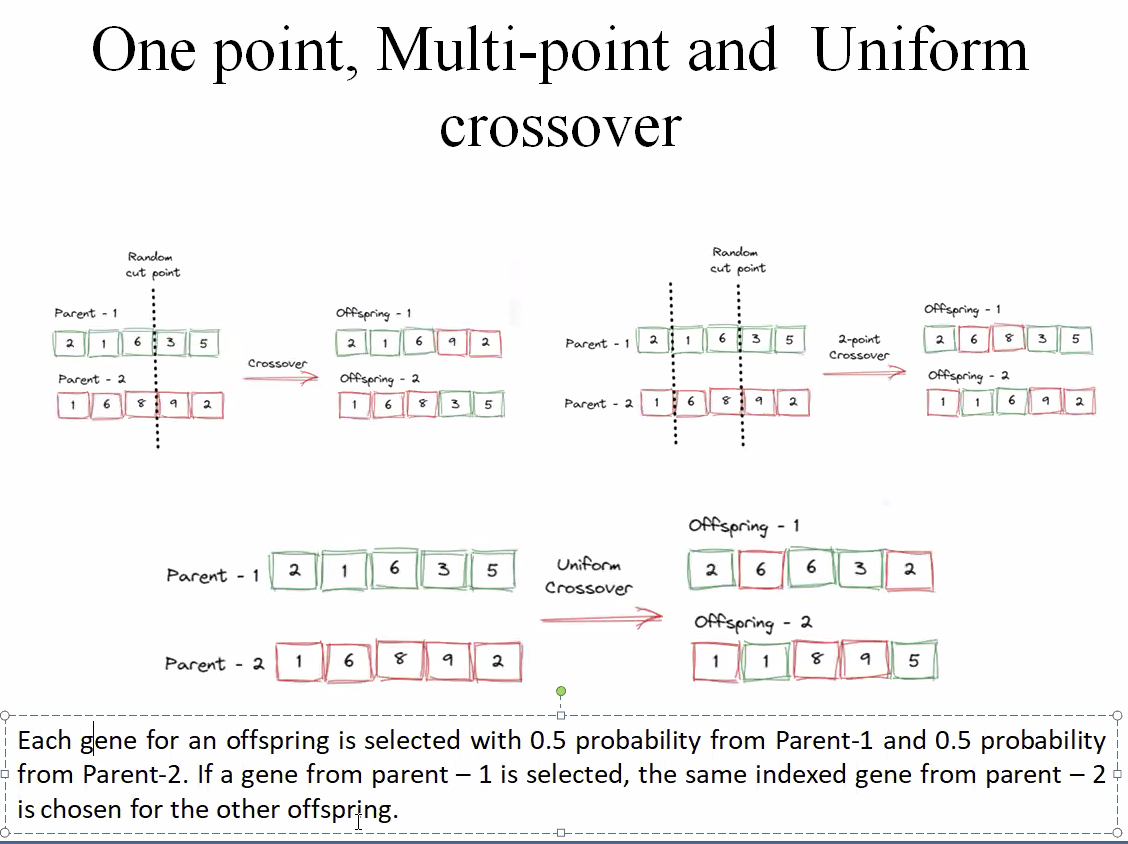 One point, Multi-point and Uniform
crossover
Random
cut point
Parent - 1
2 1 6 3 5
Parent - 2
1 6 8 9 2
Crossover
Offspring - 1
2 1 6 9 2
Offspring - 2
1 6 8 3 5
Random
cut point
Parent - 1 2 1 6 3 5
Parent - 2 1 6 8 9 2
2-point
Crossover
Offspring - 1
2 6 8 3 5
Offspring - 2
1 1 6 9 2
Parent - 1 2 1 6 3 5
Parent - 2 1 6 8 9 2
Uniform
Crossover
Offspring - 1
2 6 6 3 2
Offspring - 2
1 1 8 9 5
Each gene for an offspring is selected with 0.5 probability from Parent-1 and 0.5 probability
from Parent-2. If a gene from parent – 1 is selected, the same indexed gene from parent – 2
is chosen for the other offspring.